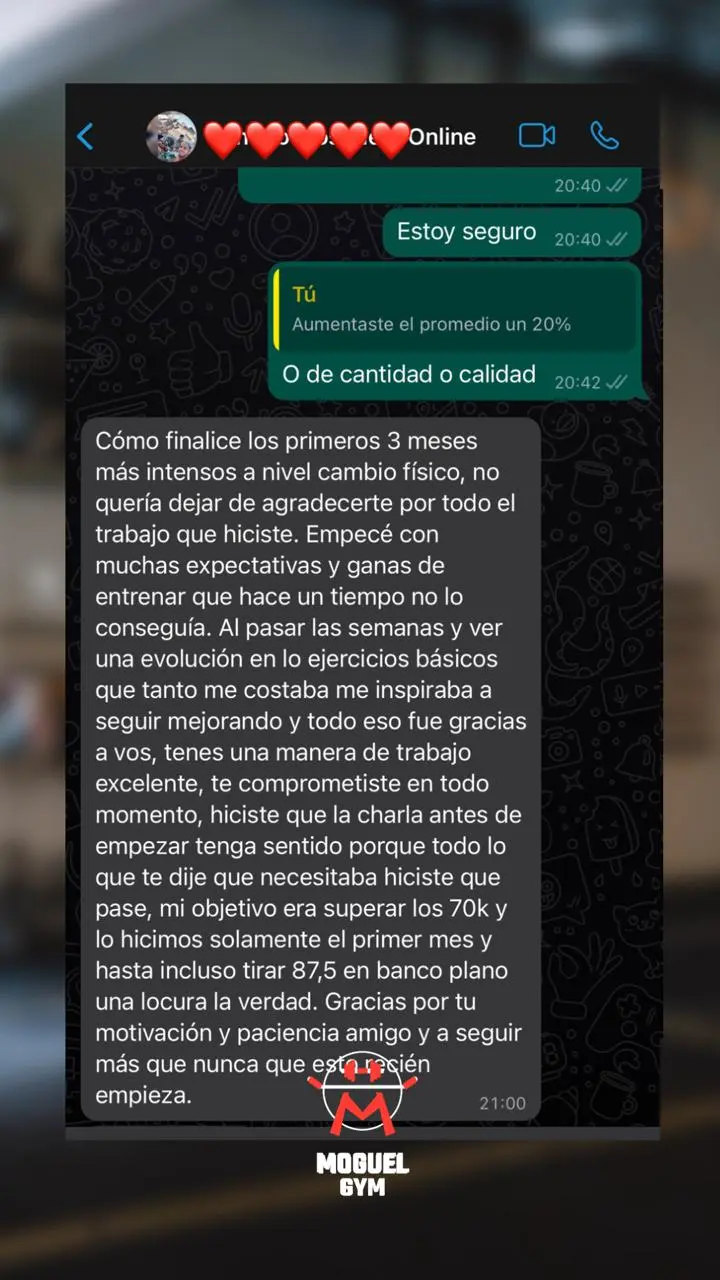 Online
20:40
Estoy seguro 20:40
Tú
Aumentaste el promedio un 20%
O de cantidad o calidad 20:42
Cómo finalice los primeros 3 meses
más intensos a nivel cambio físico, no
quería dejar de agradecerte por todo el
trabajo que hiciste. Empecé con
muchas expectativas y ganas de
entrenar que hace un tiempo no lo
conseguía. Al pasar las semanas y ver
una evolución en lo ejercicios básicos
que tanto me costaba me inspiraba a
seguir mejorando y todo eso fue gracias
a vos, tenes una manera de trabajo
excelente, te comprometiste en todo
momento, hiciste que la charla antes de
empezar tenga sentido porque todo lo
que te dije que necesitaba hiciste que
pase, mi objetivo era superar los 70k y
lo hicimos solamente el primer mes y
hasta incluso tirar 87,5 en banco plano
una locura la verdad. Gracias por tu
motivación y paciencia amigo y a seguir
más que nunca que esto recién
empieza.
21:00
MOGUEL
GYM